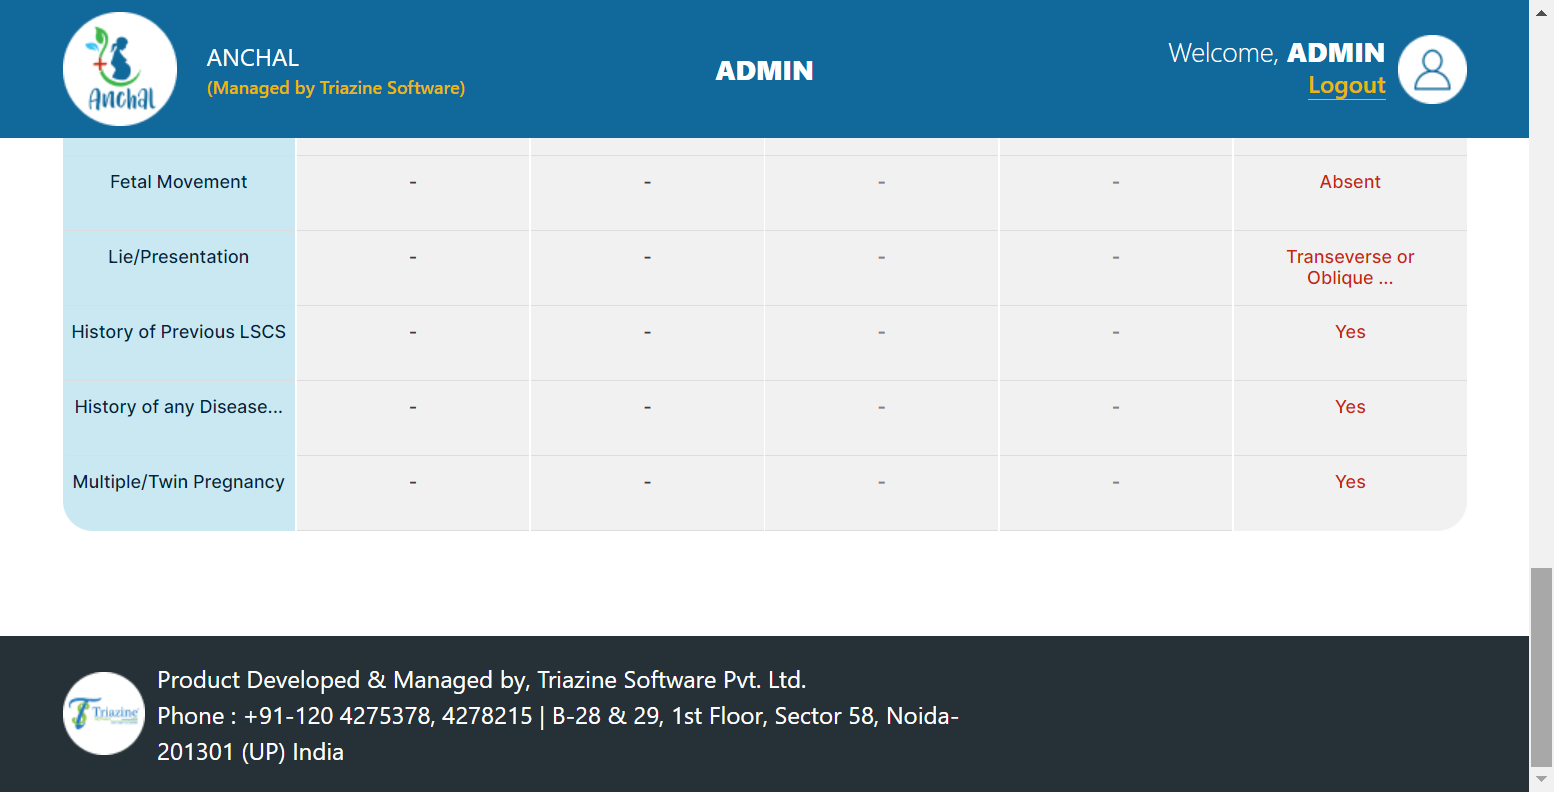 Anchal
ANCHAL
(Managed by Triazine Software)
ADMIN
Welcome, ADMIN
Logout
Fetal Movement - - - - Absent
Lie/Presentation - - - - Transeverse or
Oblique ...
History of Previous LSCS - - - - Yes
History of any Disease... - - - - Yes
Multiple/Twin Pregnancy - - - - Yes
Triazine
Product Developed & Managed by, Triazine Software Pvt. Ltd.
Phone : +91-120 4275378, 4278215 | B-28 & 29, 1st Floor, Sector 58, Noida-
201301 (UP) India